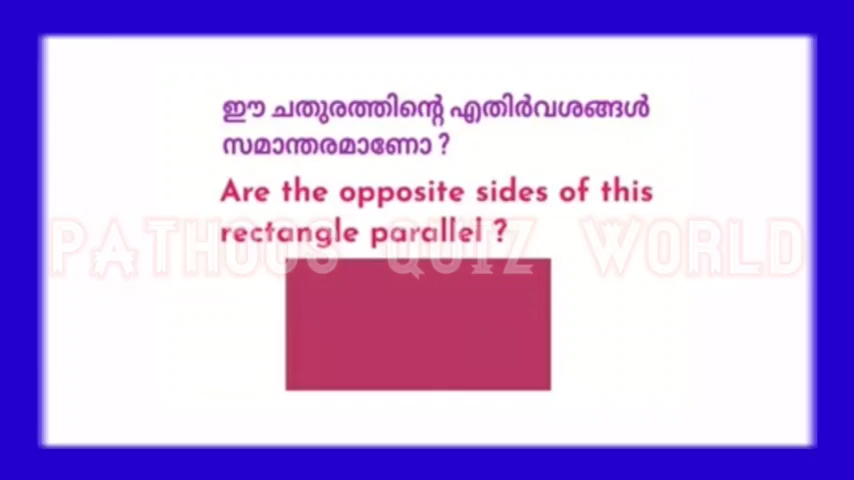 ഈ ചതുരത്തിന്റെ എതിർവശങ്ങൾ
സമാന്തരമാണോ ?
Are the opposite sides of this
rectangle parallel ?
PATHOOS QUIZ WORLD